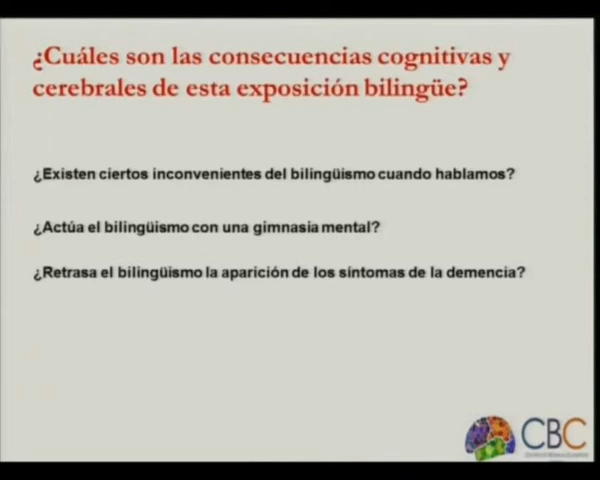 ¿Cuáles son las consecuencias cognitivas y
cerebrales de esta exposición bilingüe?
¿Existen ciertos inconvenientes del bilingüismo cuando hablamos?
¿Actúa el bilingüismo con una gimnasia mental?
¿Retrasa el bilingüismo la aparición de los síntomas de la demencia?
CBC